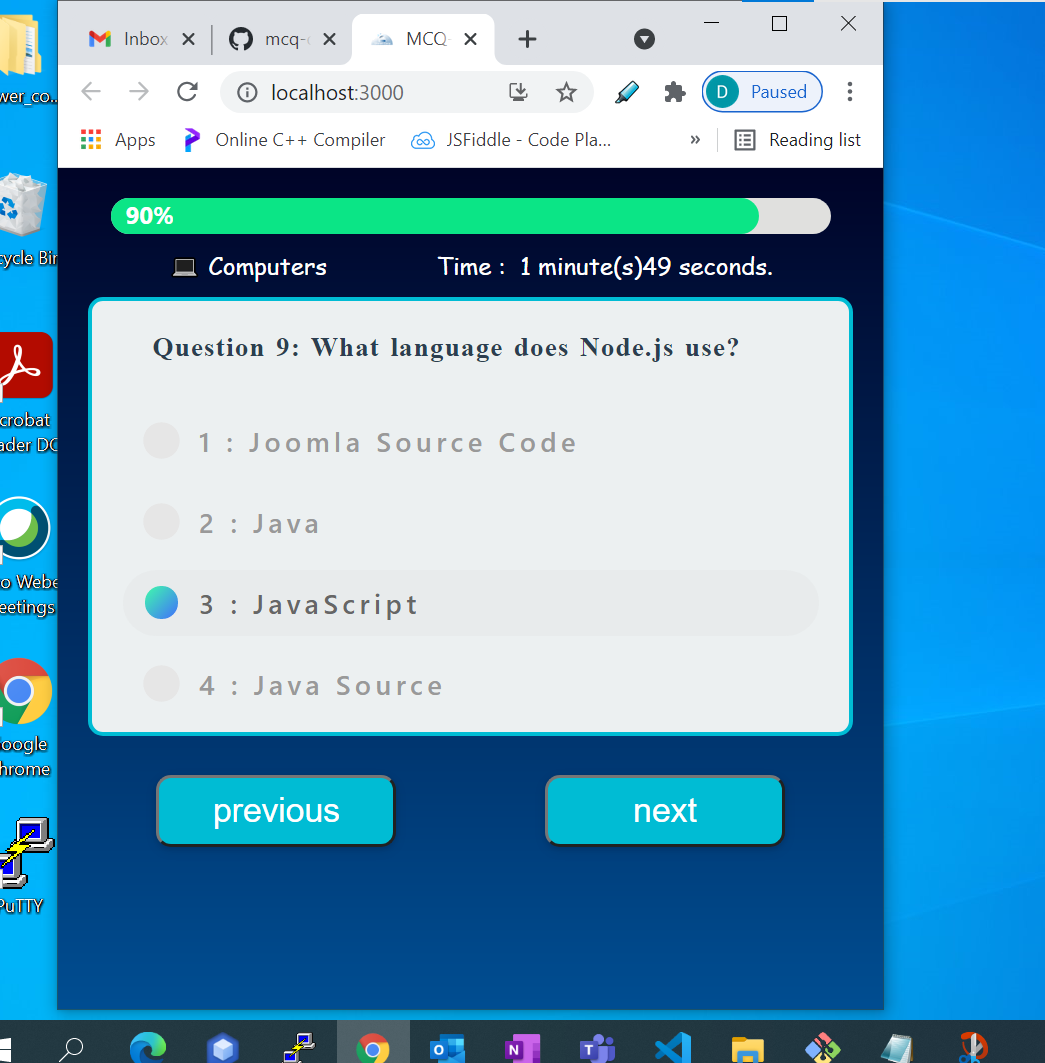 Inbox
mcq-
MCQ-
localhost:3000
D
Paused
Apps
Online C++ Compiler
JSFiddle - Code Pla...
»
Reading list
90%
Computers
Time : 1 minute(s)49 seconds.
Question 9: What language does Node.js use?
1 : Joomla Source Code
2 : Java
3 : JavaScript
4 : Java Source
previous
next
wer_co...
cycle Bin
crobat
ader DC
o Webe
eetings
oogle
hrome
PuTTY